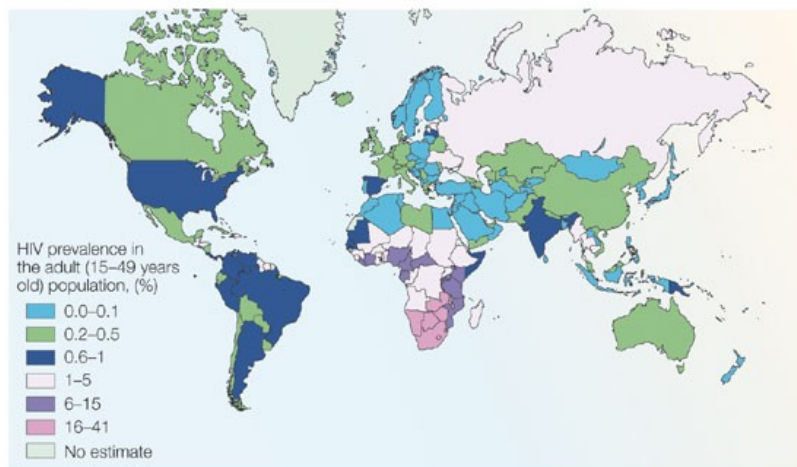 HIV prevalence in
the adult (15–49 years
old) population, (%)
0.0–0.1
0.2–0.5
0.6–1
1–5
6–15
16–41
No estimate